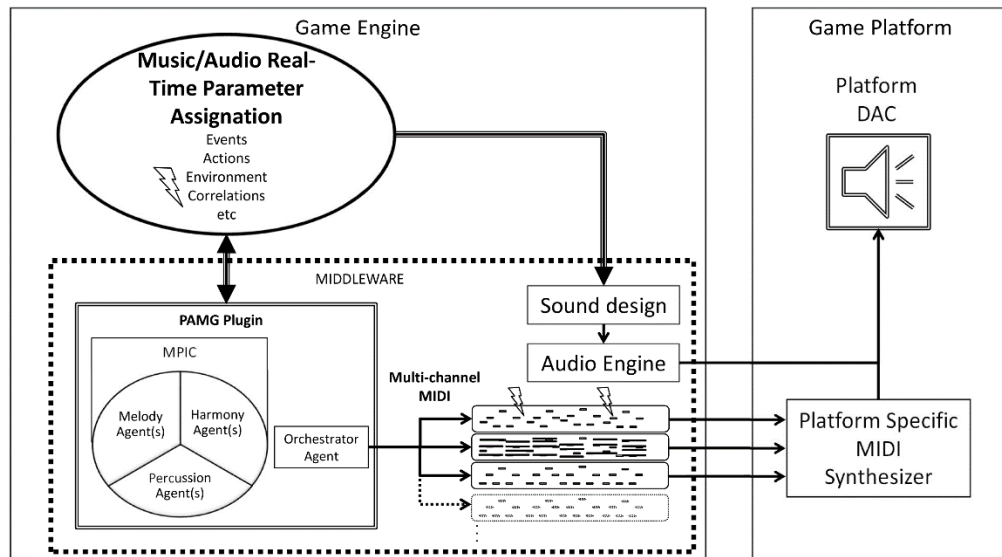 Game Engine
Music/Audio Real-
Time Parameter
Assignation
Events
Actions
Environment
Correlations
etc
MIDDLEWARE
PAMG Plugin
MPIC
Melody
Agent(s)
Harmony
Agent(s)
Percussion
Agent(s)
Orchestrator
Agent
Multi-channel
MIDI
Sound design
Audio Engine
Game Platform
Platform
DAC
Platform Specific
MIDI
Synthesizer